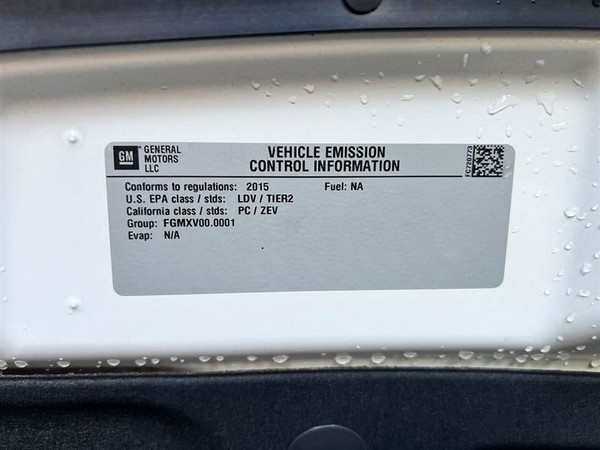 GM GENERAL MOTORS LLC
VEHICLE EMISSION
CONTROL INFORMATION
FC720773
Conforms to regulations: 2015 Fuel: NA
U.S. EPA class / stds: LDV / TIER2
California class / stds: PC / ZEV
Group: FGMXV00.0001
Evap: N/A